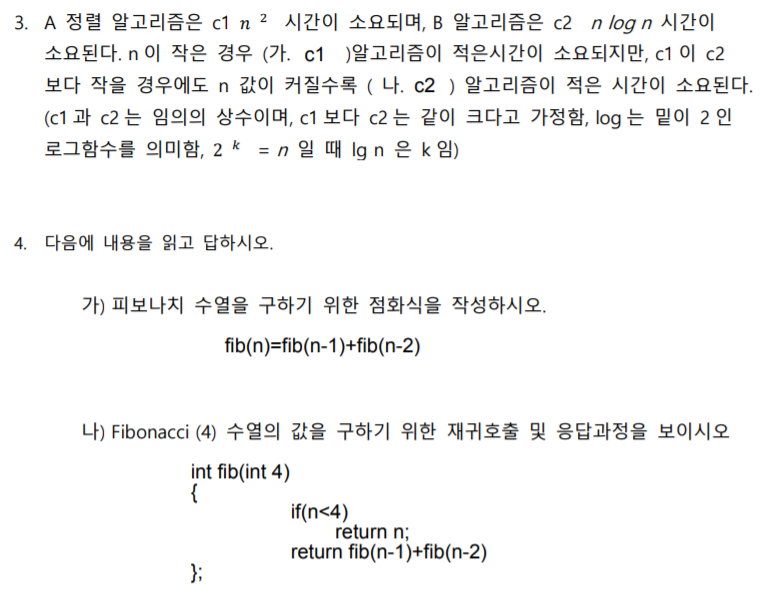 3. A 정렬 알고리즘은 c1 n ² 시간이 소요되며, B 알고리즘은 c2 n log n 시간이
소요된다. n 이 작은 경우 (가. c1 )알고리즘이 적은시간이 소요되지만, c1 이 c2
보다 작을 경우에도 n 값이 커질수록 ( 나. c2 ) 알고리즘이 적은 시간이 소요된다.
(c1 과 c2 는 임의의 상수이며, c1 보다 c2 는 같이 크다고 가정함, log 는 밑이 2 인
로그함수를 의미함, 2 ᵏ = n 일 때 lg n 은 k 임)
4. 다음에 내용을 읽고 답하시오.
가) 피보나치 수열을 구하기 위한 점화식을 작성하시오.
fib(n)=fib(n-1)+fib(n-2)
나) Fibonacci (4) 수열의 값을 구하기 위한 재귀호출 및 응답과정을 보이시오
int fib(int 4)
{
if(n<4)
return n;
return fib(n-1)+fib(n-2)
};